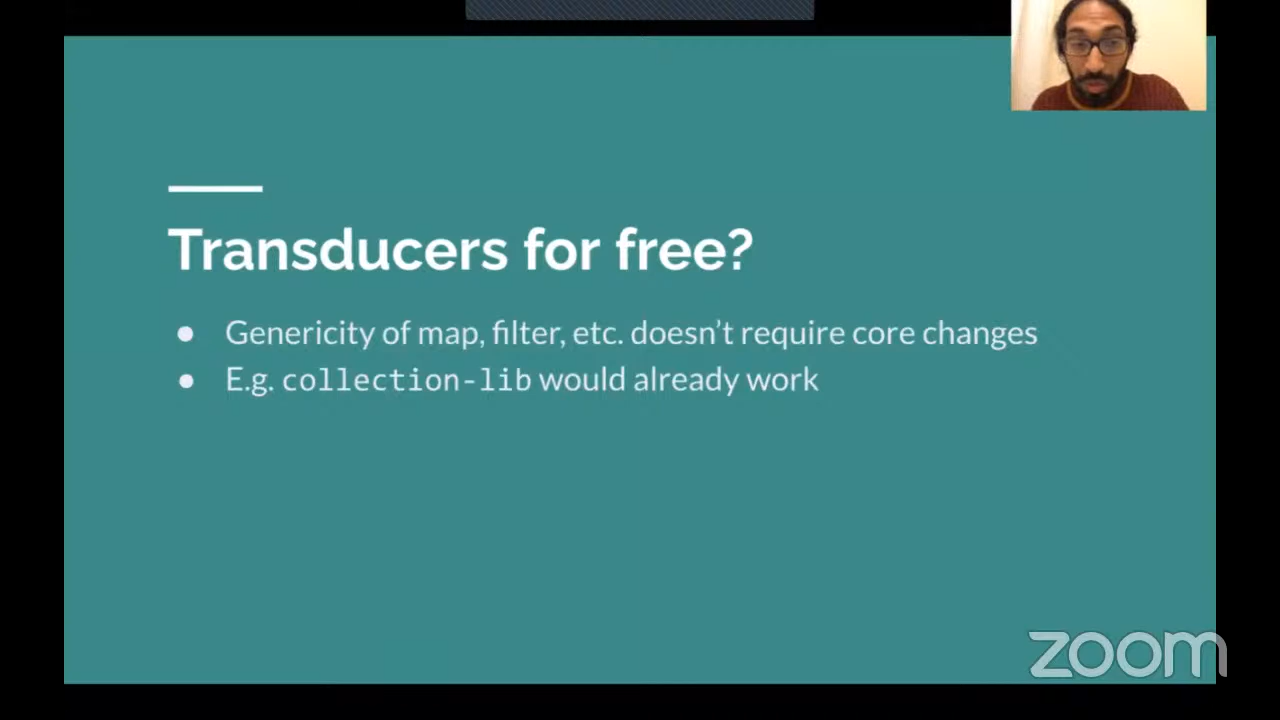 Transducers for free?
● Genericity of map, filter, etc. doesn’t require core changes
● E.g. collection-lib would already work
zoom